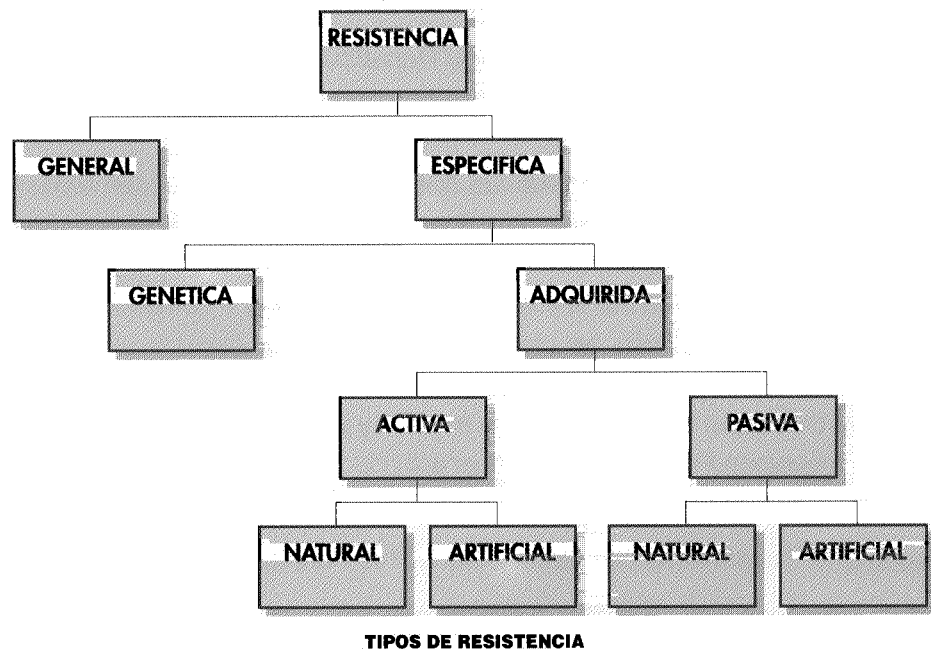 RESISTENCIA
GENERAL
ESPECIFICA
GENETICA
ADQUIRIDA
ACTIVA
PASIVA
NATURAL
ARTIFICIAL
NATURAL
ARTIFICIAL
TIPOS DE RESISTENCIA